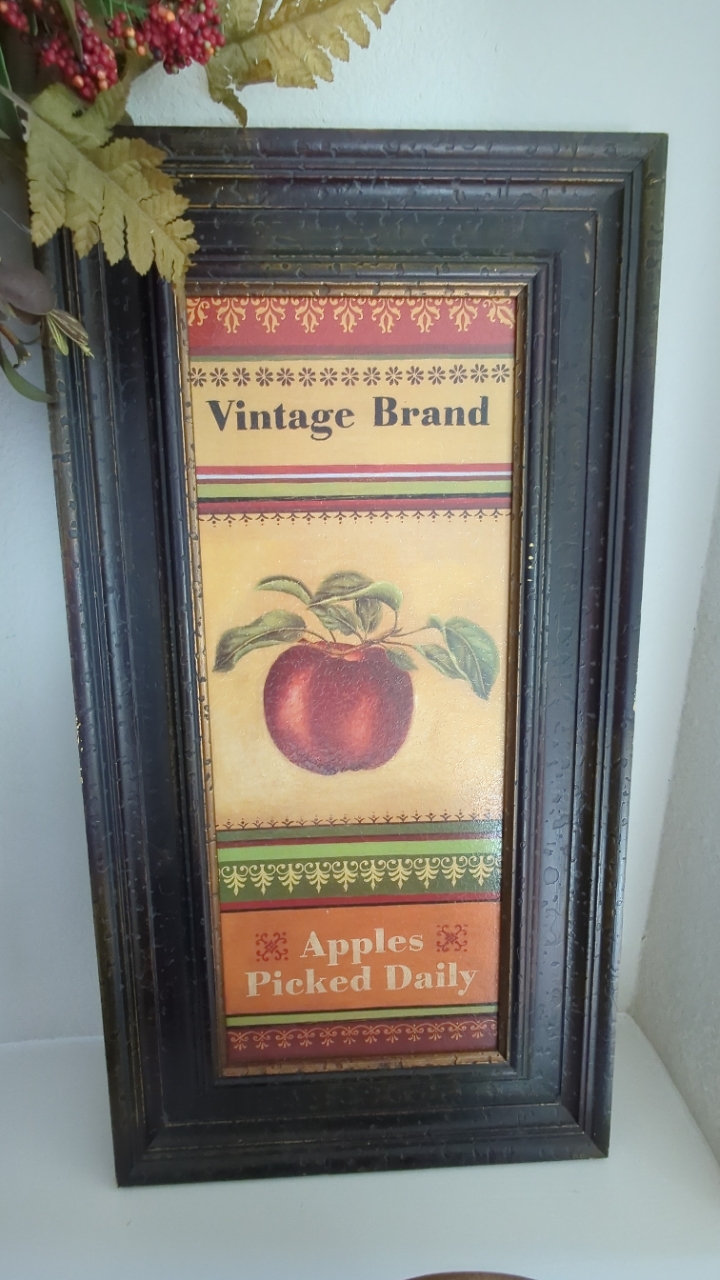 Vintage Brand
Apples
Picked Daily